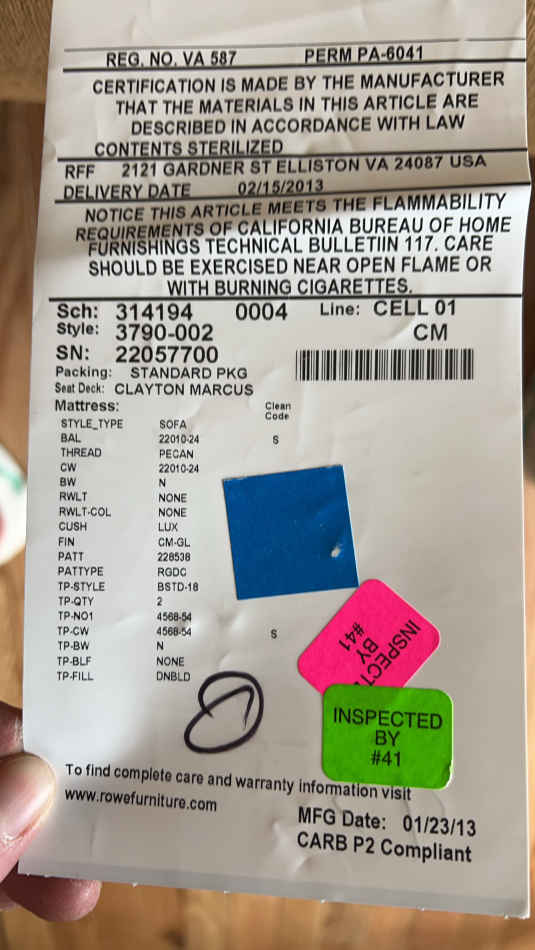 REG. NO. VA 587 PERM PA-6041
CERTIFICATION IS MADE BY THE MANUFACTURER
THAT THE MATERIALS IN THIS ARTICLE ARE
DESCRIBED IN ACCORDANCE WITH LAW
CONTENTS STERILIZED
RFF 2121 GARDNER ST ELLISTON VA 24087 USA
DELIVERY DATE 02/15/2013
NOTICE THIS ARTICLE MEETS THE FLAMMABILITY
REQUIREMENTS OF CALIFORNIA BUREAU OF HOME
FURNISHINGS TECHNICAL BULLETIIN 117. CARE
SHOULD BE EXERCISED NEAR OPEN FLAME OR
WITH BURNING CIGARETTES.
Sch: 314194 0004 Line: CELL 01
Style: 3790-002 CM
SN: 22057700
Packing: STANDARD PKG
Seat Deck: CLAYTON MARCUS
Mattress: Clean
Code
STYLE_TYPE SOFA
BAL 22010-24 S
THREAD PECAN
CW 22010-24
BW N
RWLT NONE
RWLT-COL NONE
CUSH LUX
FIN CM-GL
PATT 228538
PATTYPE RGDC
TP-STYLE BSTD-18
TP-QTY 2
TP-NO1 4568-54
TP-CW 4568-54 S
TP-BW N
TP-BLF NONE
TP-FILL DNBLD
INSPECT
BY
#41
INSPECTED
BY
#41
To find complete care and warranty information visit
www.rowefurniture.com
MFG Date: 01/23/13
CARB P2 Compliant